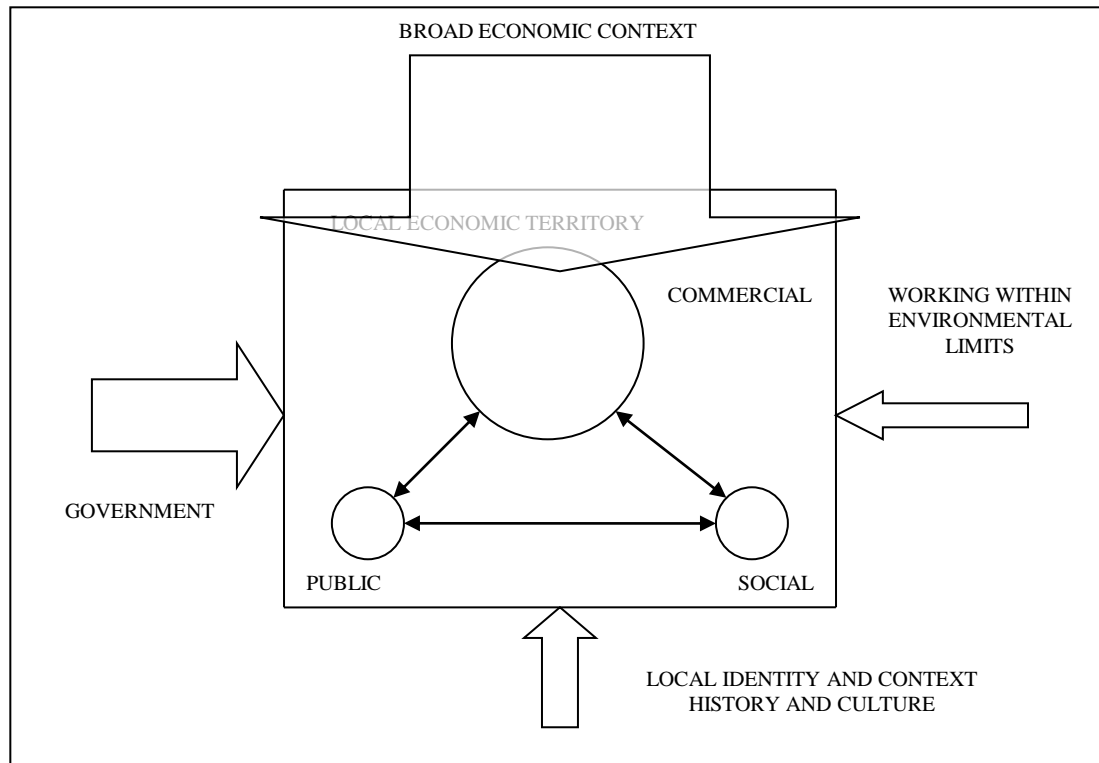 BROAD ECONOMIC CONTEXT
LOCAL ECONOMIC TERRITORY
COMMERCIAL
WORKING WITHIN
ENVIRONMENTAL
LIMITS
GOVERNMENT
PUBLIC
SOCIAL
LOCAL IDENTITY AND CONTEXT
HISTORY AND CULTURE